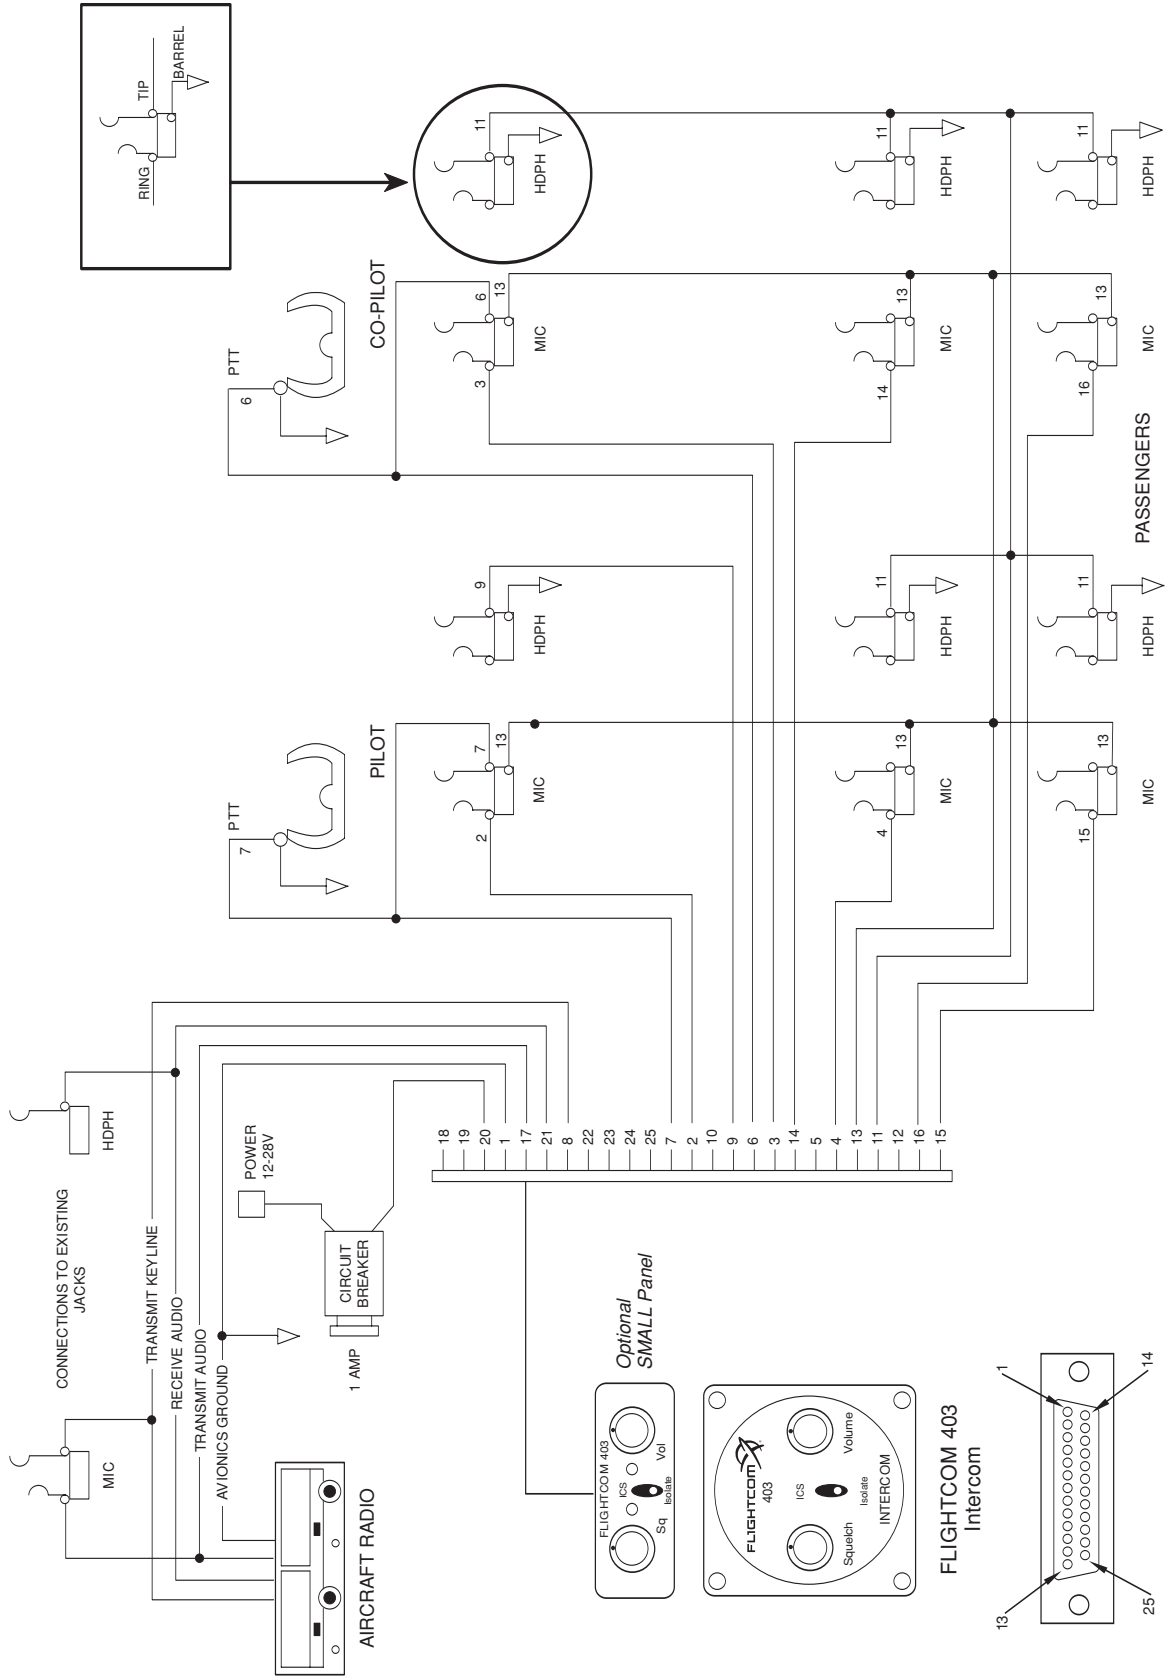 CONNECTIONS TO EXISTING
JACKS
MIC
HDPH
TRANSMIT KEY LINE
RECEIVE AUDIO
TRANSMIT AUDIO
AVIONICS GROUND
AIRCRAFT RADIO
POWER
12-28V
CIRCUIT
BREAKER
1 AMP
RING
TIP
BARREL
PTT
7
PILOT
PTT
6
CO-PILOT
18
19
20
1
17
21
8
22
23
24
25
7
2
10
9
6
3
14
5
4
13
11
12
16
15
2
7
13
MIC
9
HDPH
3
6
13
MIC
11
HDPH
4
13
MIC
11
HDPH
14
13
MIC
11
HDPH
15
13
MIC
11
HDPH
16
13
MIC
11
HDPH
PASSENGERS
Optional
SMALL Panel
FLIGHTCOM 403
ICS
Sq
Vol
Isolate
FLIGHTCOM
403
ICS
Squelch
Volume
Isolate
INTERCOM
FLIGHTCOM 403
Intercom
13
1
25
14